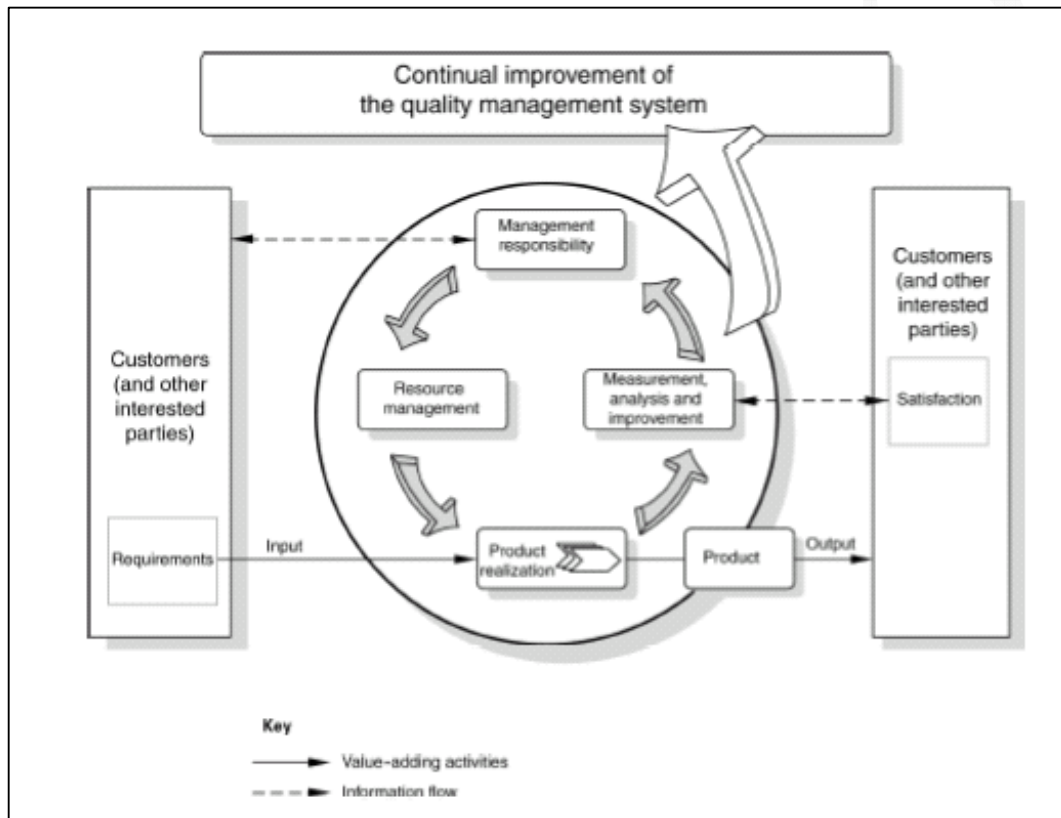 Continual improvement of
the quality management system
Management
responsibility
Customers
(and other
interested
parties)
Customers
(and other
interested
parties)
Resource
management
Measurement,
analysis and
improvement
Satisfaction
Requirements
Input
Product
realization
Product
Output
Key
Value-adding activities
Information flow